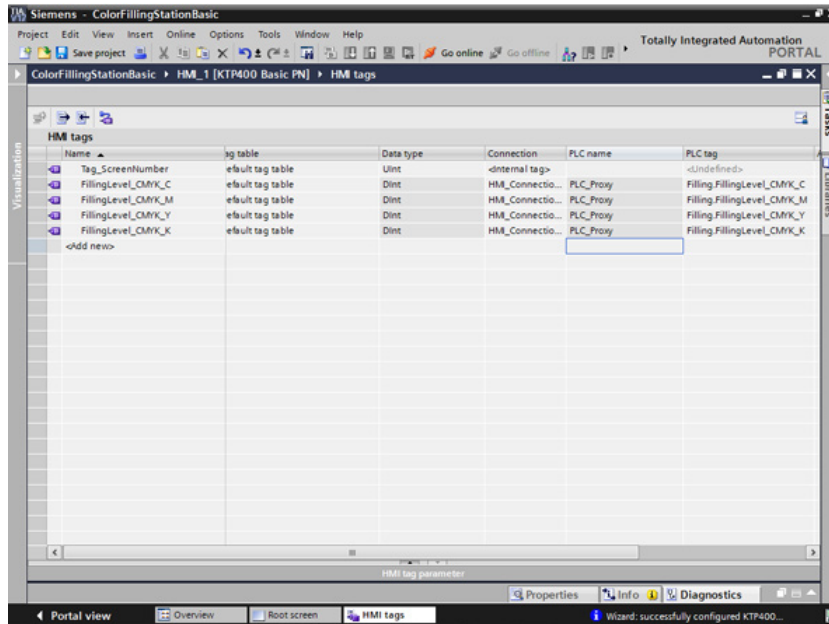 Siemens - ColorFillingStationBasic
Project Edit View Insert Online Options Tools Window Help
Totally Integrated Automation
PORTAL
Save project Go online Go offline
ColorFillingStationBasic ▸ HMI_1 [KTP400 Basic PN] ▸ HMI tags
HMI tags
Name ag table Data type Connection PLC name PLC tag
Tag_ScreenNumber efault tag table UInt <Internal tag> <Undefined>
FillingLevel_CMYK_C efault tag table DInt HMI_Connectio... PLC_Proxy Filling.FillingLevel_CMYK_C
FillingLevel_CMYK_M efault tag table DInt HMI_Connectio... PLC_Proxy Filling.FillingLevel_CMYK_M
FillingLevel_CMYK_Y efault tag table DInt HMI_Connectio... PLC_Proxy Filling.FillingLevel_CMYK_Y
FillingLevel_CMYK_K efault tag table DInt HMI_Connectio... PLC_Proxy Filling.FillingLevel_CMYK_K
<Add new>
Visualization
Libraries
HMI tag parameter
Properties Info Diagnostics
Portal view Overview Root screen HMI tags Wizard: successfully configured KTP400...